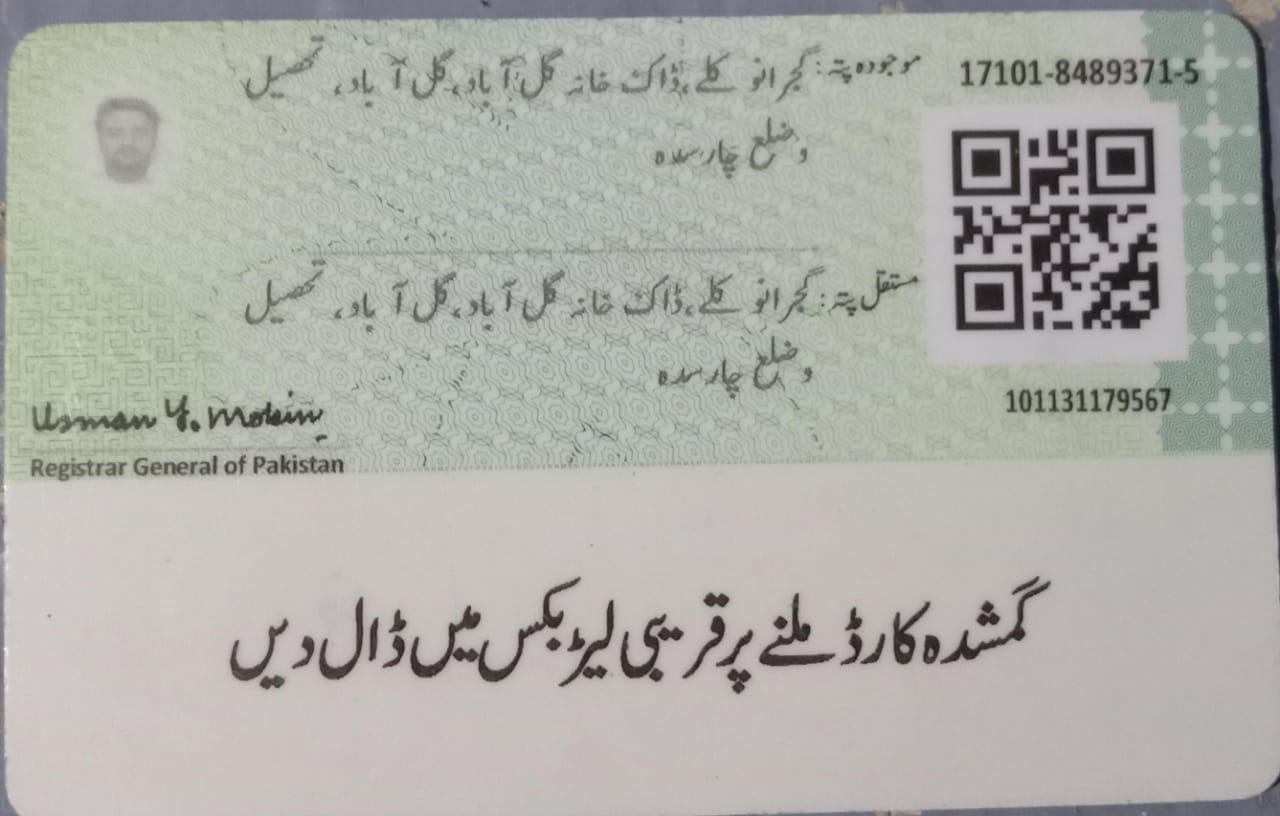 17101-8489371-5
موجودہ پتہ: گجرانو کلے، ڈاک خانہ گل آباد، گل آباد، تحصیل
و ضلع چارسدہ
مستقل پتہ: گجرانو کلے، ڈاک خانہ گل آباد، گل آباد، تحصیل
و ضلع چارسدہ
101131179567
Usman Y. Mobin
Registrar General of Pakistan
گمشدہ کارڈ ملنے پر قریبی لیٹر بکس میں ڈال دیں